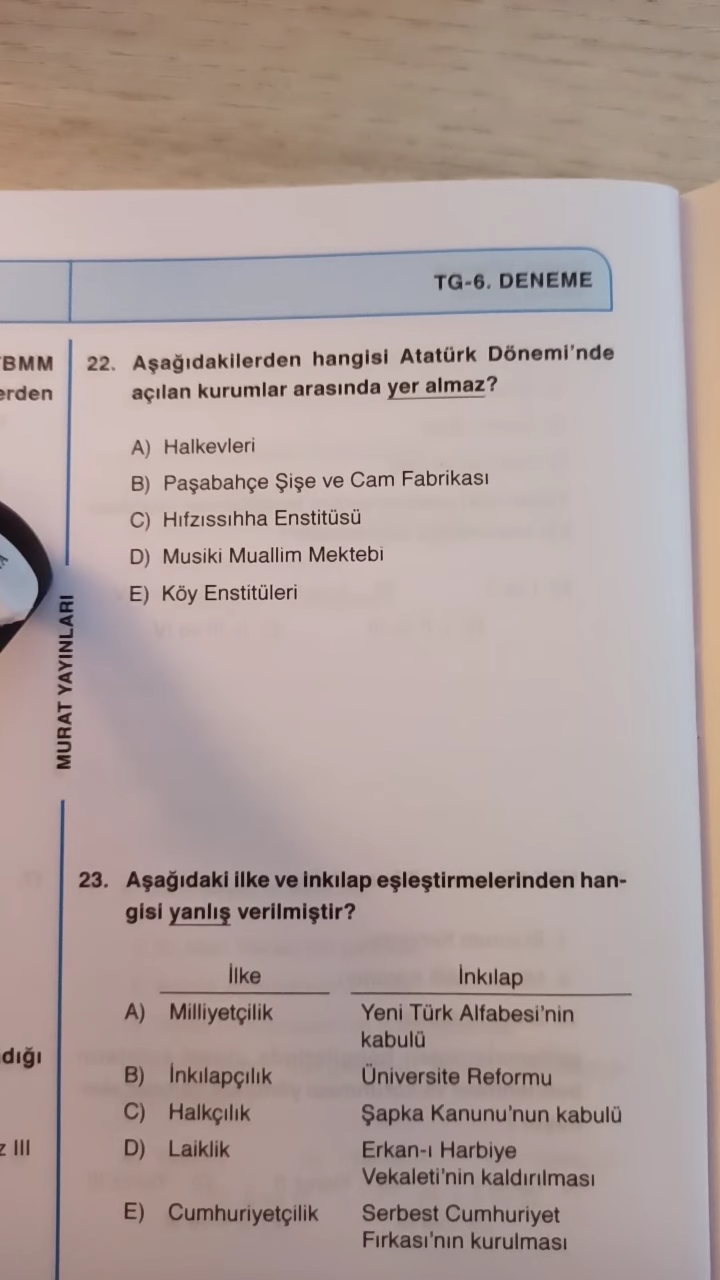 TG-6. DENEME
TBMM
erden
dığı
z III
MURAT YAYINLARI
22. Aşağıdakilerden hangisi Atatürk Dönemi'nde
açılan kurumlar arasında yer almaz?
A) Halkevleri
B) Paşabahçe Şişe ve Cam Fabrikası
C) Hıfzıssıhha Enstitüsü
D) Musiki Muallim Mektebi
E) Köy Enstitüleri
23. Aşağıdaki ilke ve inkılap eşleştirmelerinden han-
gisi yanlış verilmiştir?
İlke İnkılap
A) Milliyetçilik Yeni Türk Alfabesi'nin
kabulü
B) İnkılapçılık Üniversite Reformu
C) Halkçılık Şapka Kanunu'nun kabulü
D) Laiklik Erkan-ı Harbiye
Vekaleti'nin kaldırılması
E) Cumhuriyetçilik Serbest Cumhuriyet
Fırkası'nın kurulması